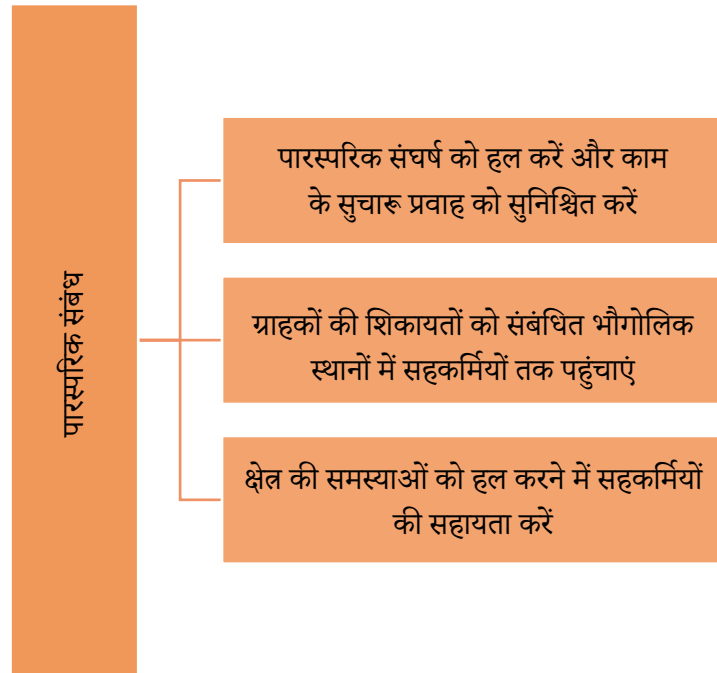 पारस्परिक संबंध
पारस्परिक संघर्ष को हल करें और काम
के सुचारू प्रवाह को सुनिश्चित करें
ग्राहकों की शिकायतों को संबंधित भौगोलिक
स्थानों में सहकर्मियों तक पहुंचाएं
क्षेत्र की समस्याओं को हल करने में सहकर्मियों
की सहायता करें